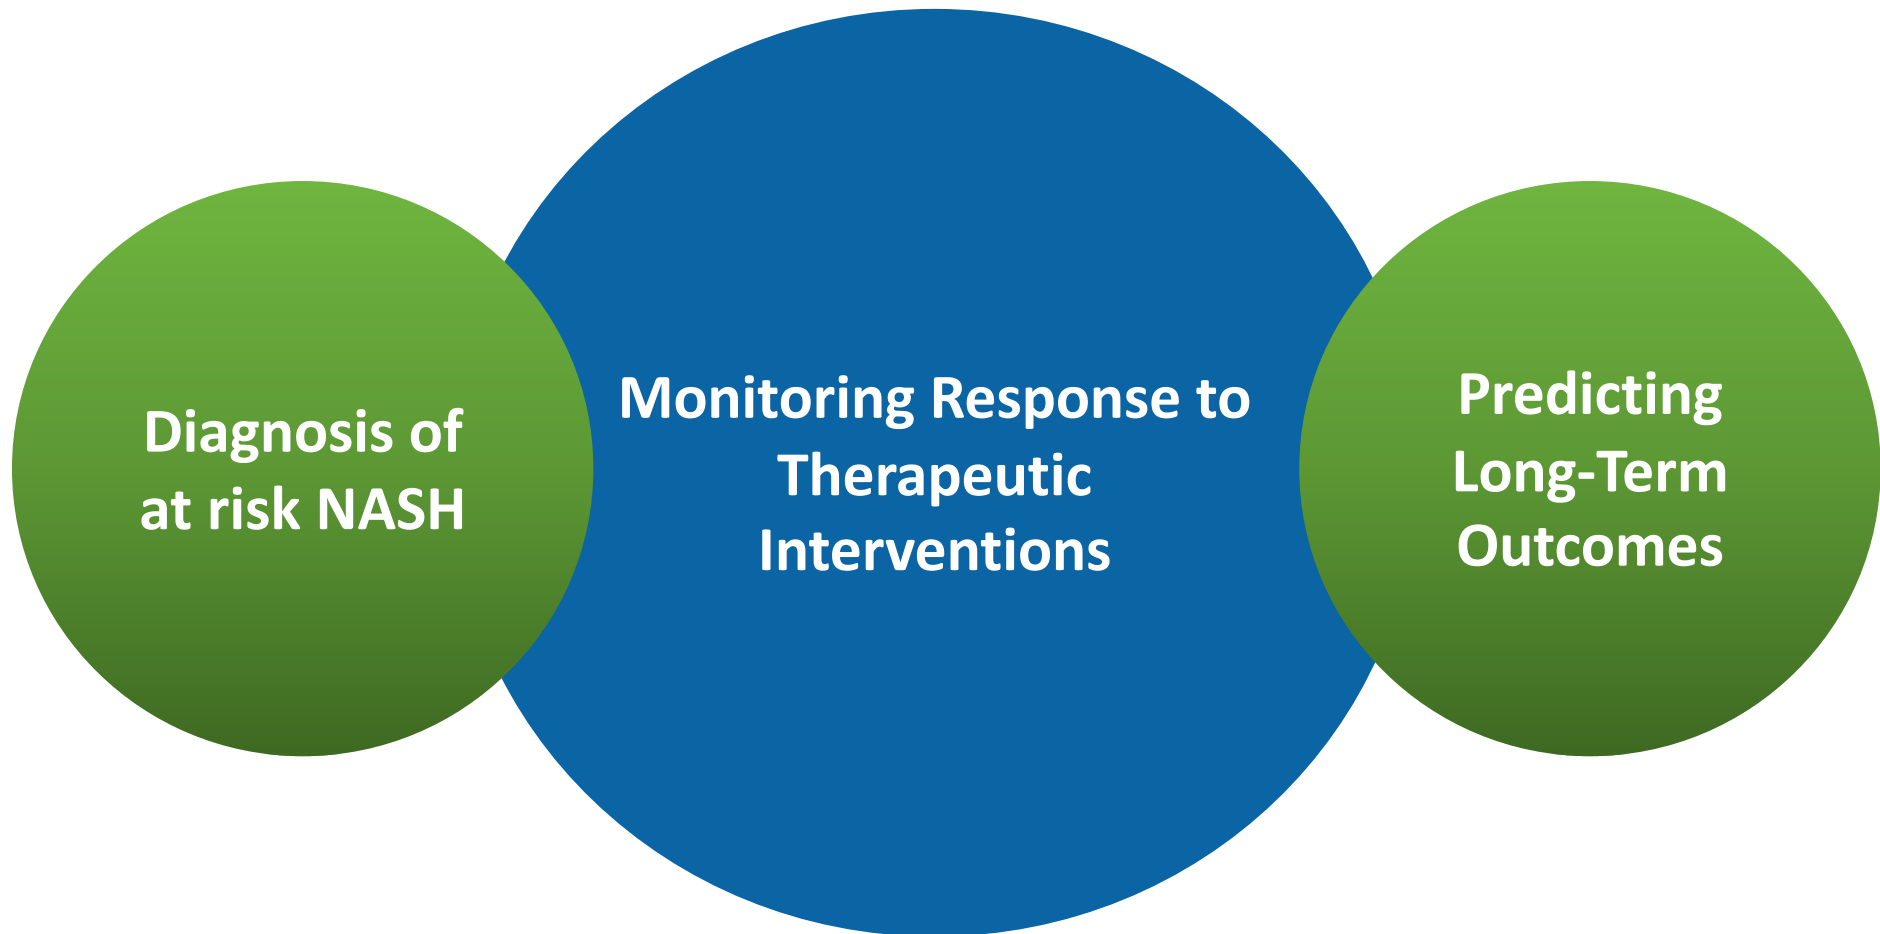 Diagnosis of
at risk NASH
Monitoring Response to
Therapeutic
Interventions
Predicting
Long-Term
Outcomes